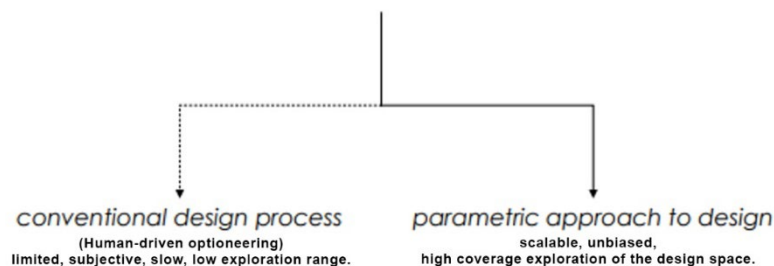 conventional design process
(Human-driven optioneering)
limited, subjective, slow, low exploration range.
parametric approach to design
scalable, unbiased,
high coverage exploration of the design space.